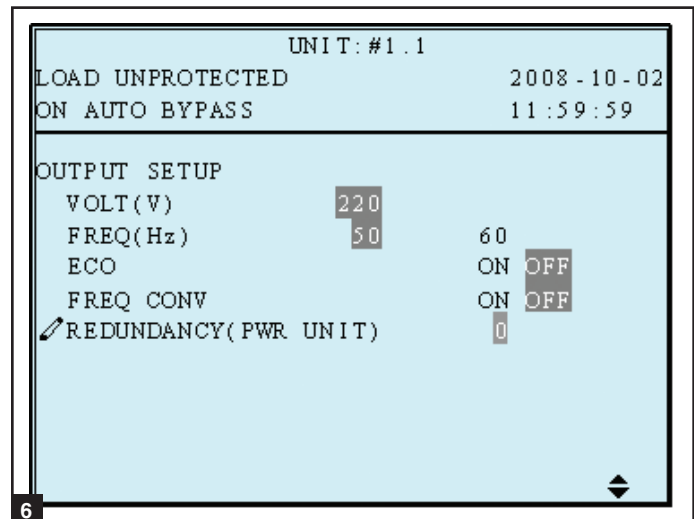 UNIT:#1.1
LOAD UNPROTECTED 2008-10-02
ON AUTO BYPASS 11:59:59
OUTPUT SETUP
VOLT(V) 220
FREQ(Hz) 50 60
ECO ON OFF
FREQ CONV ON OFF
REDUNDANCY(PWR UNIT) 0
6